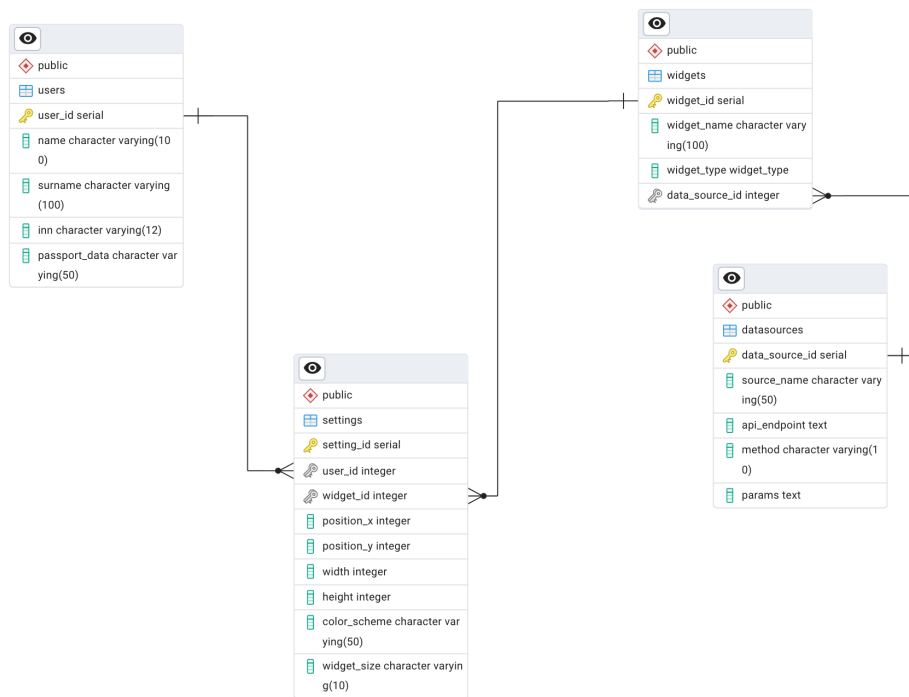 public
users
user_id serial
name character varying(10
0)
surname character varying
(100)
inn character varying(12)
passport_data character var
ying(50)
public
widgets
widget_id serial
widget_name character vary
ing(100)
widget_type widget_type
data_source_id integer
public
datasources
data_source_id serial
source_name character vary
ing(50)
api_endpoint text
method character varying(1
0)
params text
public
settings
setting_id serial
user_id integer
widget_id integer
position_x integer
position_y integer
width integer
height integer
color_scheme character var
ying(50)
widget_size character varyin
g(10)